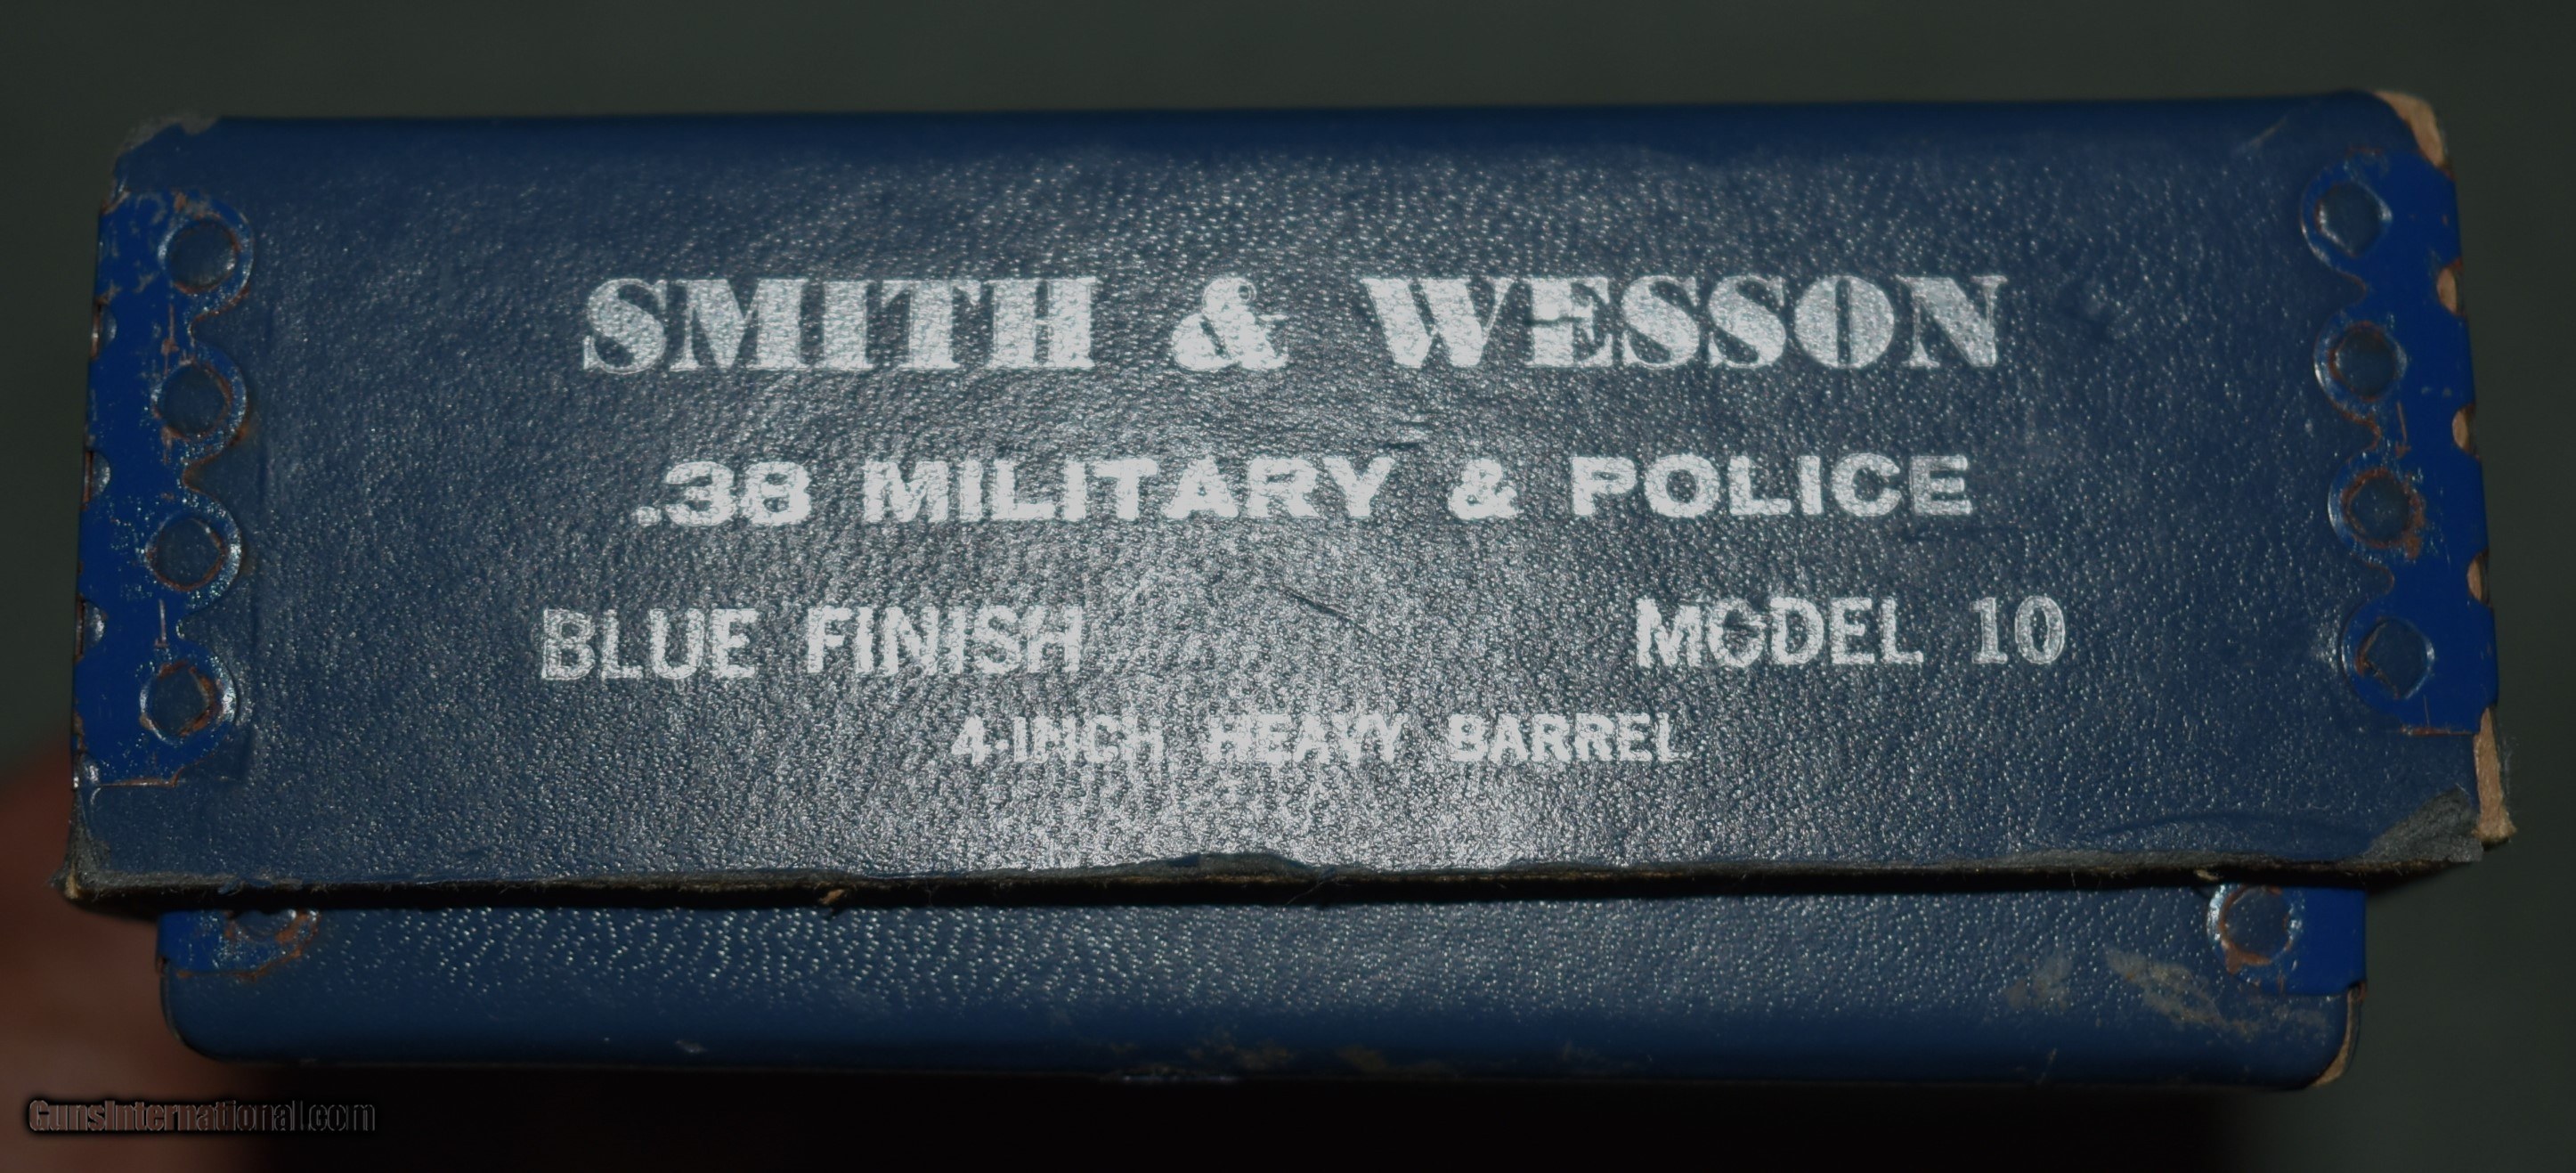 SMITH & WESSON
.38 MILITARY & POLICE
BLUE FINISH MODEL 10
4-INCH HEAVY BARREL
GunsInternational.com